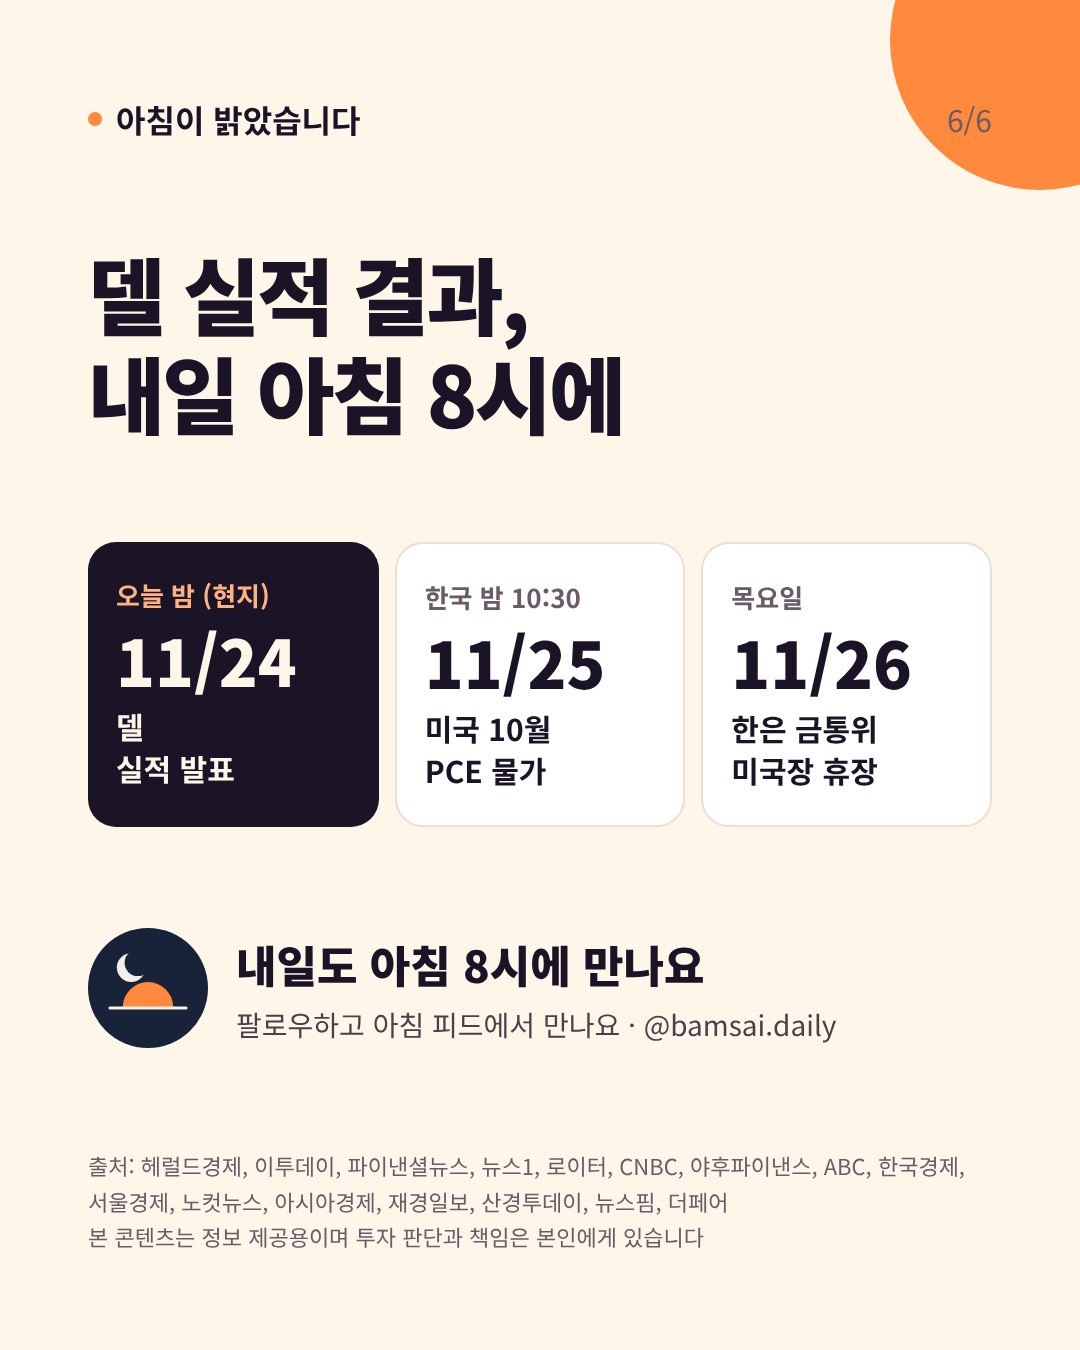 아침이 밝았습니다
6/6
델 실적 결과,
내일 아침 8시에
오늘 밤 (현지)
11/24
델
실적 발표
한국 밤 10:30
11/25
미국 10월
PCE 물가
목요일
11/26
한은 금통위
미국장 휴장
내일도 아침 8시에 만나요
팔로우하고 아침 피드에서 만나요 · @bamsai.daily
출처: 헤럴드경제, 이투데이, 파이낸셜뉴스, 뉴스1, 로이터, CNBC, 야후파이낸스, ABC, 한국경제,
서울경제, 노컷뉴스, 아시아경제, 재경일보, 산경투데이, 뉴스핌, 더페어
본 콘텐츠는 정보 제공용이며 투자 판단과 책임은 본인에게 있습니다